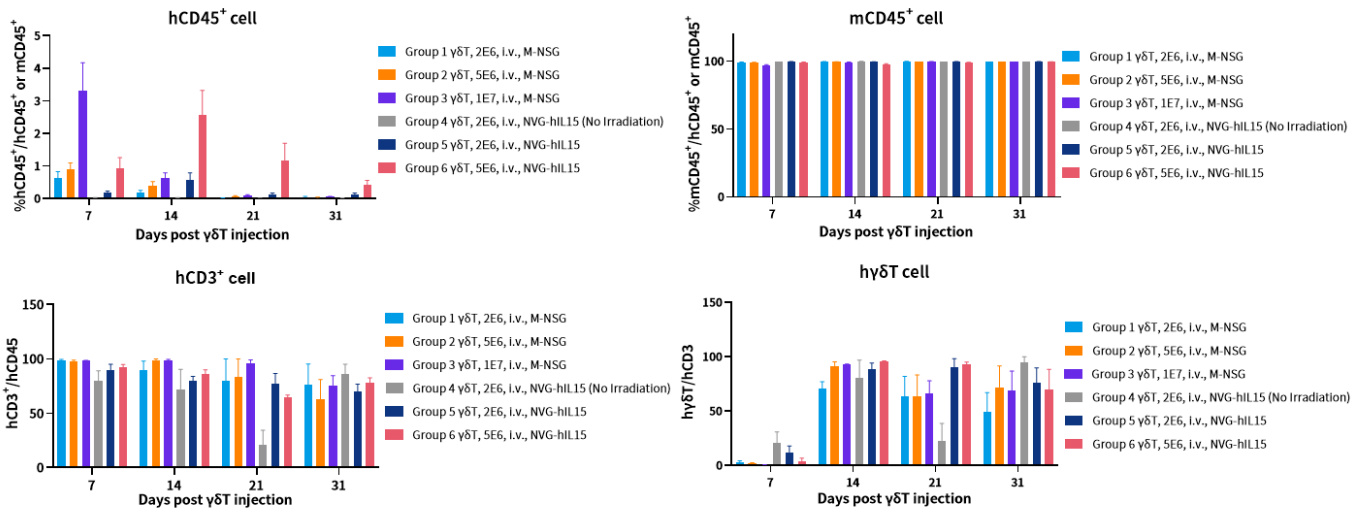 hCD45⁺ cell
%hCD45⁺/hCD45⁺ or mCD45⁺
5
4
3
2
1
0
7 14 21 31
Days post γδT injection
Group 1 γδT, 2E6, i.v., M-NSG
Group 2 γδT, 5E6, i.v., M-NSG
Group 3 γδT, 1E7, i.v., M-NSG
Group 4 γδT, 2E6, i.v., NVG-hIL15 (No Irradiation)
Group 5 γδT, 2E6, i.v., NVG-hIL15
Group 6 γδT, 5E6, i.v., NVG-hIL15
mCD45⁺ cell
%mCD45⁺/hCD45⁺ or mCD45⁺
100
50
0
7 14 21 31
Days post γδT injection
Group 1 γδT, 2E6, i.v., M-NSG
Group 2 γδT, 5E6, i.v., M-NSG
Group 3 γδT, 1E7, i.v., M-NSG
Group 4 γδT, 2E6, i.v., NVG-hIL15 (No Irradiation)
Group 5 γδT, 2E6, i.v., NVG-hIL15
Group 6 γδT, 5E6, i.v., NVG-hIL15
hCD3⁺ cell
hCD3⁺/hCD45
150
100
50
0
7 14 21 31
Days post γδT injection
Group 1 γδT, 2E6, i.v., M-NSG
Group 2 γδT, 5E6, i.v., M-NSG
Group 3 γδT, 1E7, i.v., M-NSG
Group 4 γδT, 2E6, i.v., NVG-hIL15 (No Irradiation)
Group 5 γδT, 2E6, i.v., NVG-hIL15
Group 6 γδT, 5E6, i.v., NVG-hIL15
hγδT cell
hγδT/hCD3
150
100
50
0
7 14 21 31
Days post γδT injection
Group 1 γδT, 2E6, i.v., M-NSG
Group 2 γδT, 5E6, i.v., M-NSG
Group 3 γδT, 1E7, i.v., M-NSG
Group 4 γδT, 2E6, i.v., NVG-hIL15 (No Irradiation)
Group 5 γδT, 2E6, i.v., NVG-hIL15
Group 6 γδT, 5E6, i.v., NVG-hIL15